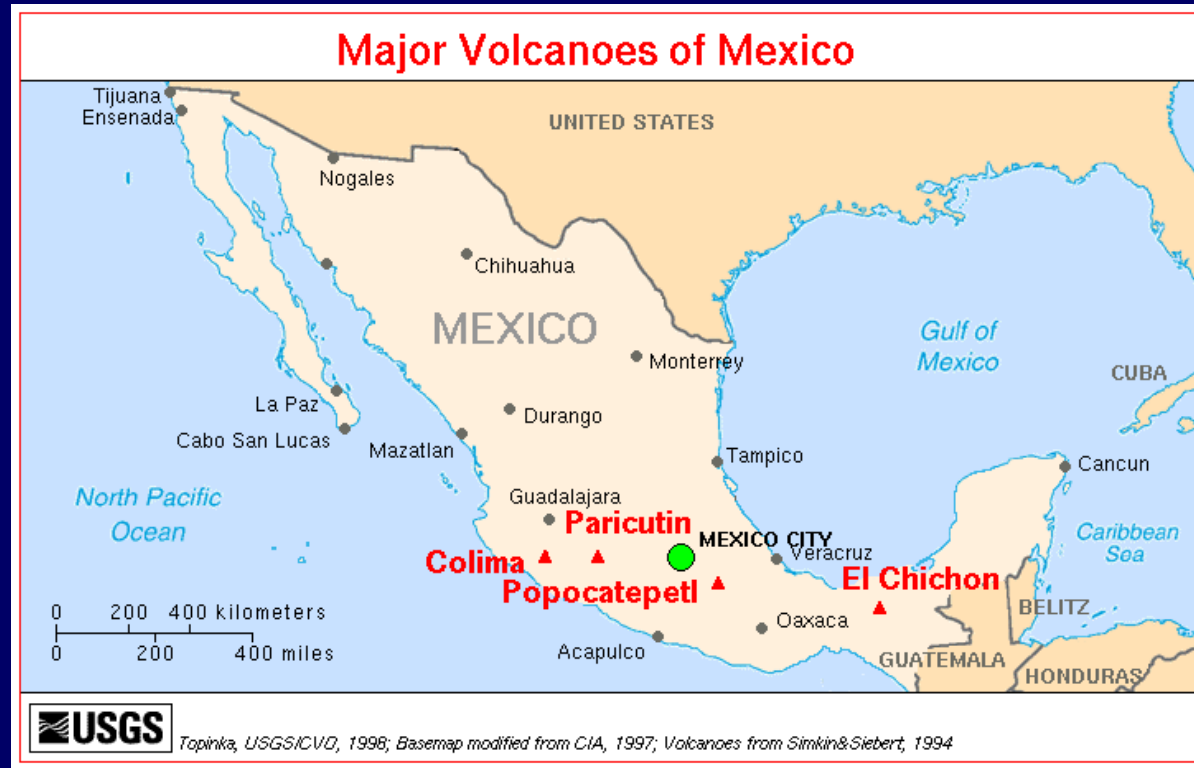 Major Volcanoes of Mexico
Tijuana
Ensenada
UNITED STATES
Nogales
Chihuahua
MEXICO
Gulf of
Mexico
Monterrey
CUBA
La Paz
Durango
Cabo San Lucas
Mazatlan
Tampico
Cancun
North Pacific
Ocean
Guadalajara
Paricutin
MEXICO CITY
Veracruz
Caribbean
Sea
Colima
Popocatepetl
El Chichon
BELITZ
0 200 400 kilometers
0 200 400 miles
Oaxaca
Acapulco
GUATEMALA
HONDURAS
USGS
Topinka, USGS/CVO, 1998; Basemap modified from CIA, 1997; Volcanoes from Simkin&Siebert, 1994